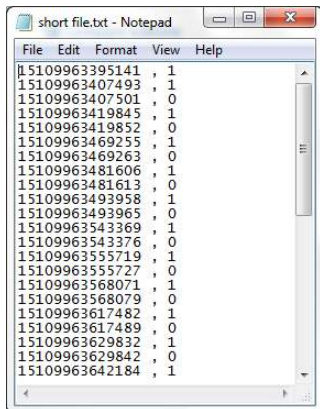 short file.txt - Notepad
File Edit Format View Help
15109963395141 , 1
15109963407493 , 1
15109963407501 , 0
15109963419845 , 1
15109963419852 , 0
15109963469255 , 1
15109963469263 , 0
15109963481606 , 1
15109963481613 , 0
15109963493958 , 1
15109963493965 , 0
15109963543369 , 1
15109963543376 , 0
15109963555719 , 1
15109963555727 , 0
15109963568071 , 1
15109963568079 , 0
15109963617482 , 1
15109963617489 , 0
15109963629832 , 1
15109963629842 , 0
15109963642184 , 1